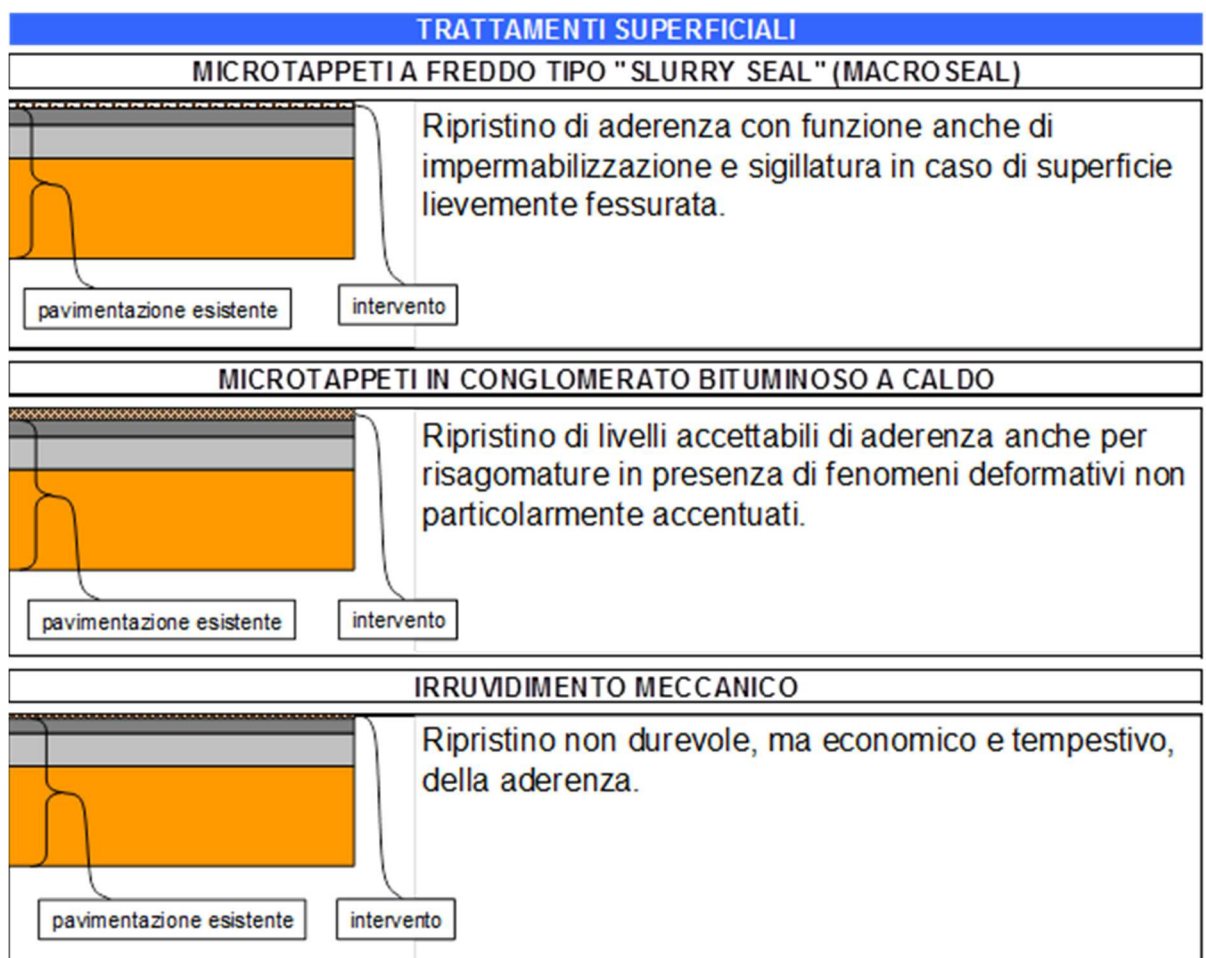 TRATTAMENTI SUPERFICIALI
MICROTAPPETI A FREDDO TIPO "SLURRY SEAL" (MACROSEAL)
Ripristino di aderenza con funzione anche di
impermabilizzazione e sigillatura in caso di superficie
lievemente fessurata.
pavimentazione esistente
intervento
MICROTAPPETI IN CONGLOMERATO BITUMINOSO A CALDO
Ripristino di livelli accettabili di aderenza anche per
risagomature in presenza di fenomeni deformativi non
particolarmente accentuati.
pavimentazione esistente
intervento
IRRUVIDIMENTO MECCANICO
Ripristino non durevole, ma economico e tempestivo,
della aderenza.
pavimentazione esistente
intervento